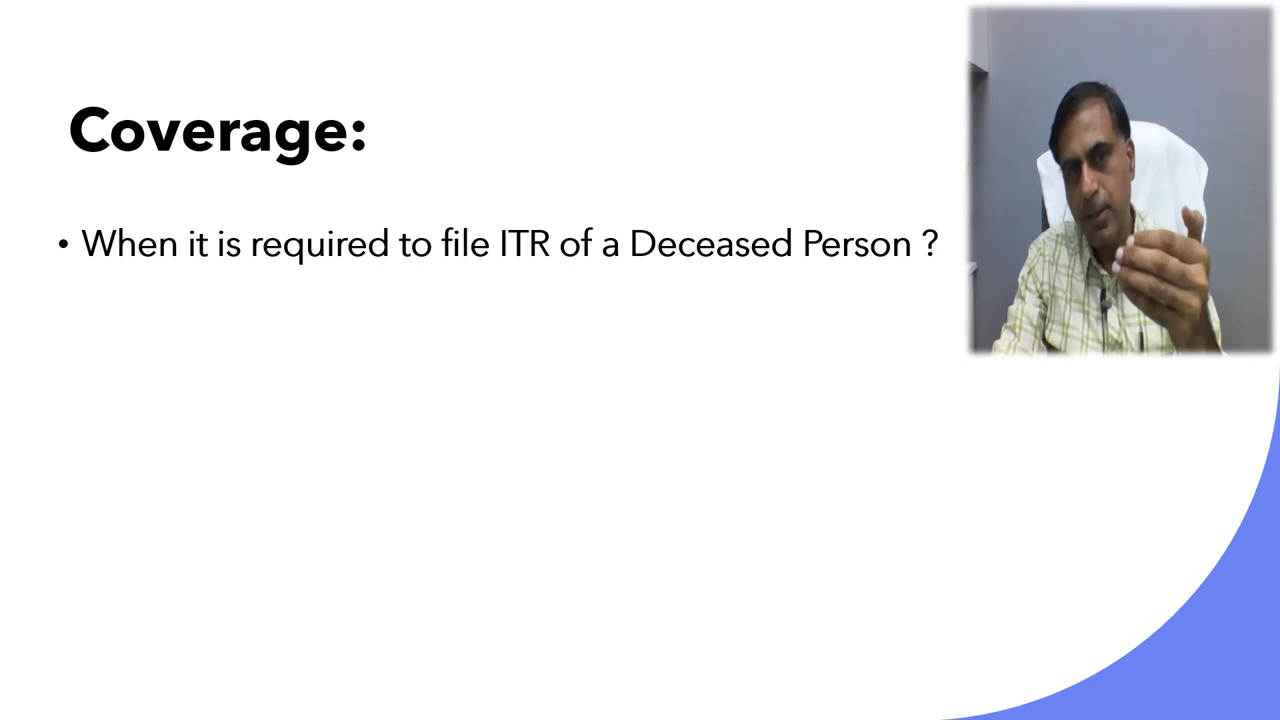 Coverage:
• When it is required to file ITR of a Deceased Person ?